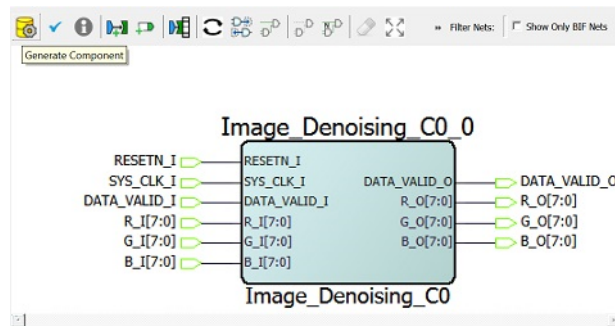 Filter Nets: Show Only BIF Nets
Generate Component
Image_Denoising_C0_0
RESETN_I RESETN_I
SYS_CLK_I SYS_CLK_I DATA_VALID_O DATA_VALID_O
DATA_VALID_I DATA_VALID_I R_O[7:0] R_O[7:0]
R_I[7:0] R_I[7:0] G_O[7:0] G_O[7:0]
G_I[7:0] G_I[7:0] B_O[7:0] B_O[7:0]
B_I[7:0] B_I[7:0]
Image_Denoising_C0